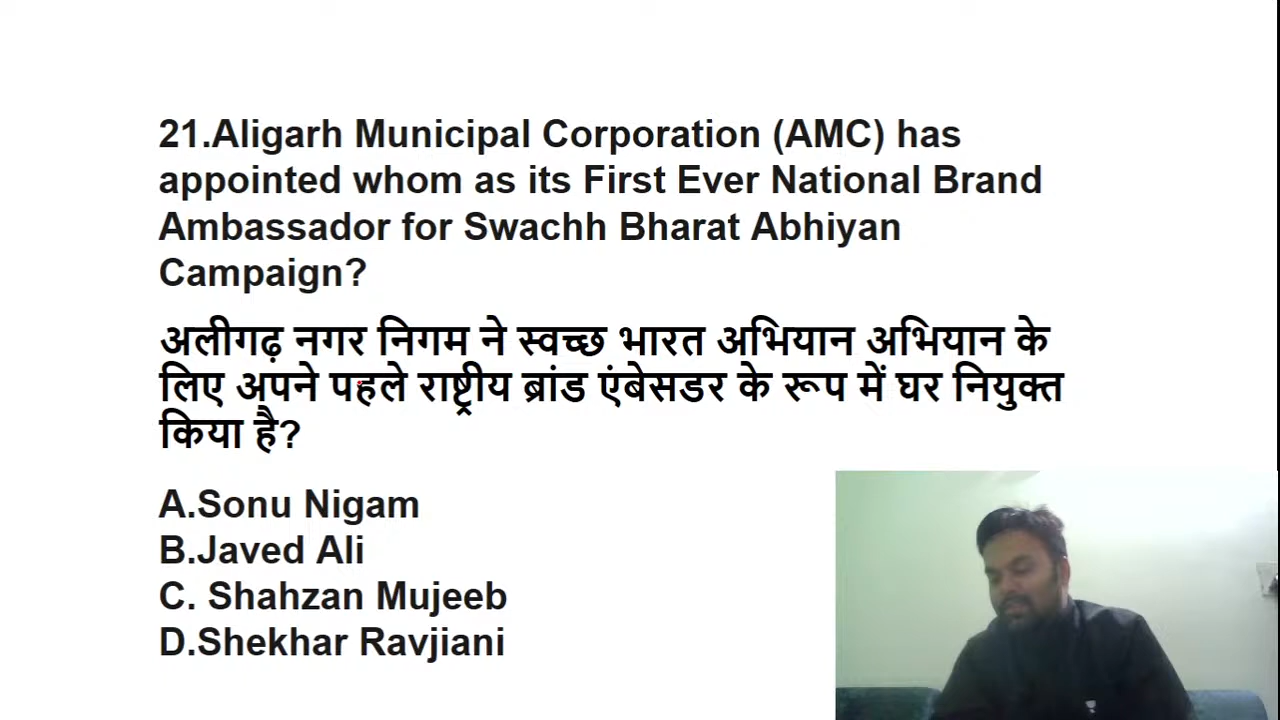 21.Aligarh Municipal Corporation (AMC) has
appointed whom as its First Ever National Brand
Ambassador for Swachh Bharat Abhiyan
Campaign?
अलीगढ़ नगर निगम ने स्वच्छ भारत अभियान अभियान के
लिए अपने पहले राष्ट्रीय ब्रांड एंबेसडर के रूप में घर नियुक्त
किया है?
A.Sonu Nigam
B.Javed Ali
C. Shahzan Mujeeb
D.Shekhar Ravjiani